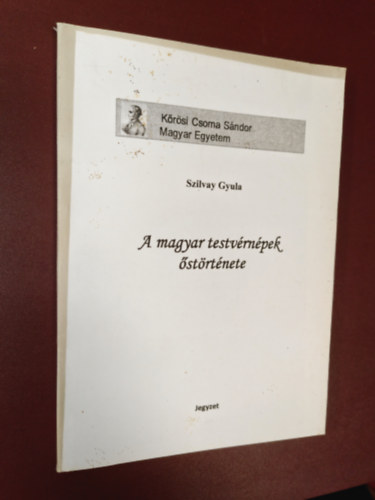 Kőrösi Csoma Sándor
Magyar Egyetem
Szilvay Gyula
A magyar testvérnépek
őstörténete
Jegyzet